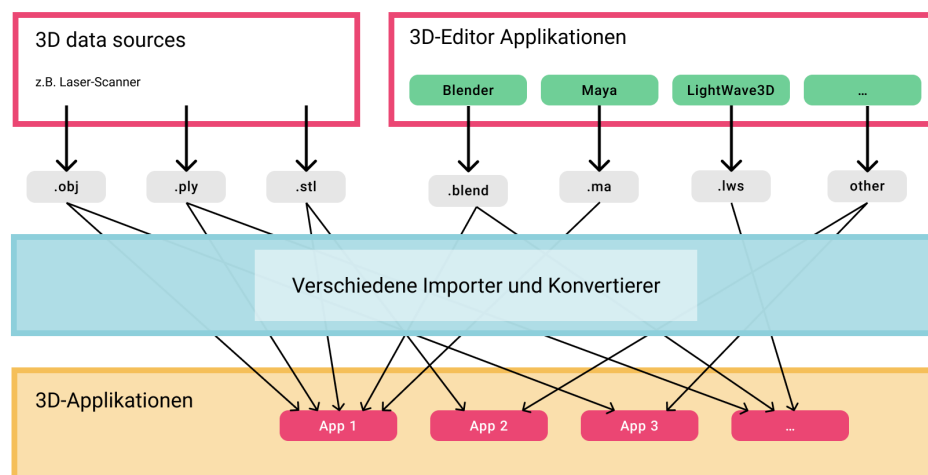 3D data sources
z.B. Laser-Scanner
3D-Editor Applikationen
Blender
Maya
LightWave3D
...
.obj
.ply
.stl
.blend
.ma
.lws
other
Verschiedene Importer und Konvertierer
3D-Applikationen
App 1
App 2
App 3
...